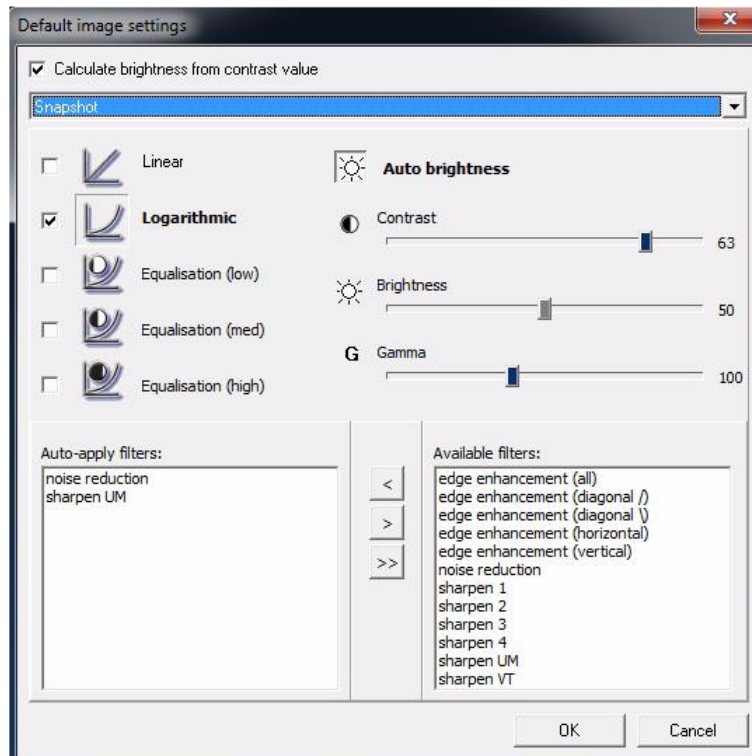 Default image settings
Calculate brightness from contrast value
Snapshot
Linear
Logarithmic
Equalisation (low)
Equalisation (med)
Equalisation (high)
Auto brightness
Contrast
63
Brightness
50
G Gamma
100
Auto-apply filters:
noise reduction
sharpen UM
<
>
>>
Available filters:
edge enhancement (all)
edge enhancement (diagonal /)
edge enhancement (diagonal \)
edge enhancement (horizontal)
edge enhancement (vertical)
noise reduction
sharpen 1
sharpen 2
sharpen 3
sharpen 4
sharpen UM
sharpen VT
OK
Cancel